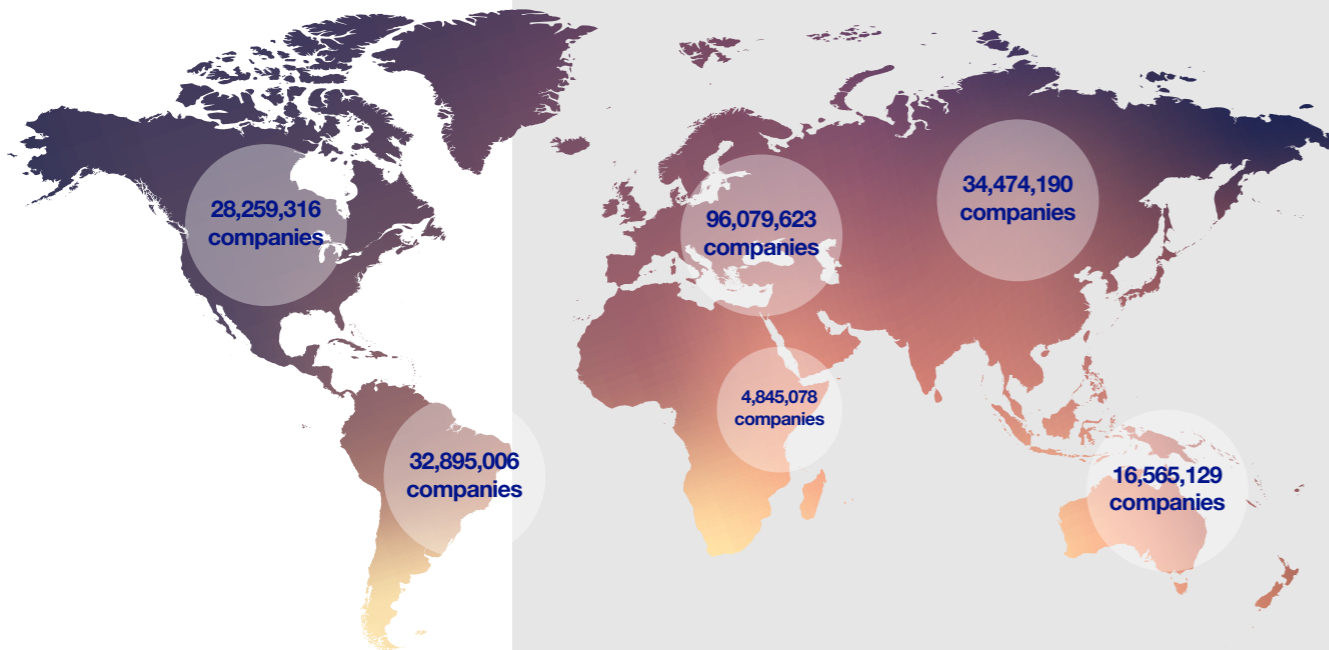 28,259,316
companies
96,079,623
companies
34,474,190
companies
4,845,078
companies
32,895,006
companies
16,565,129
companies